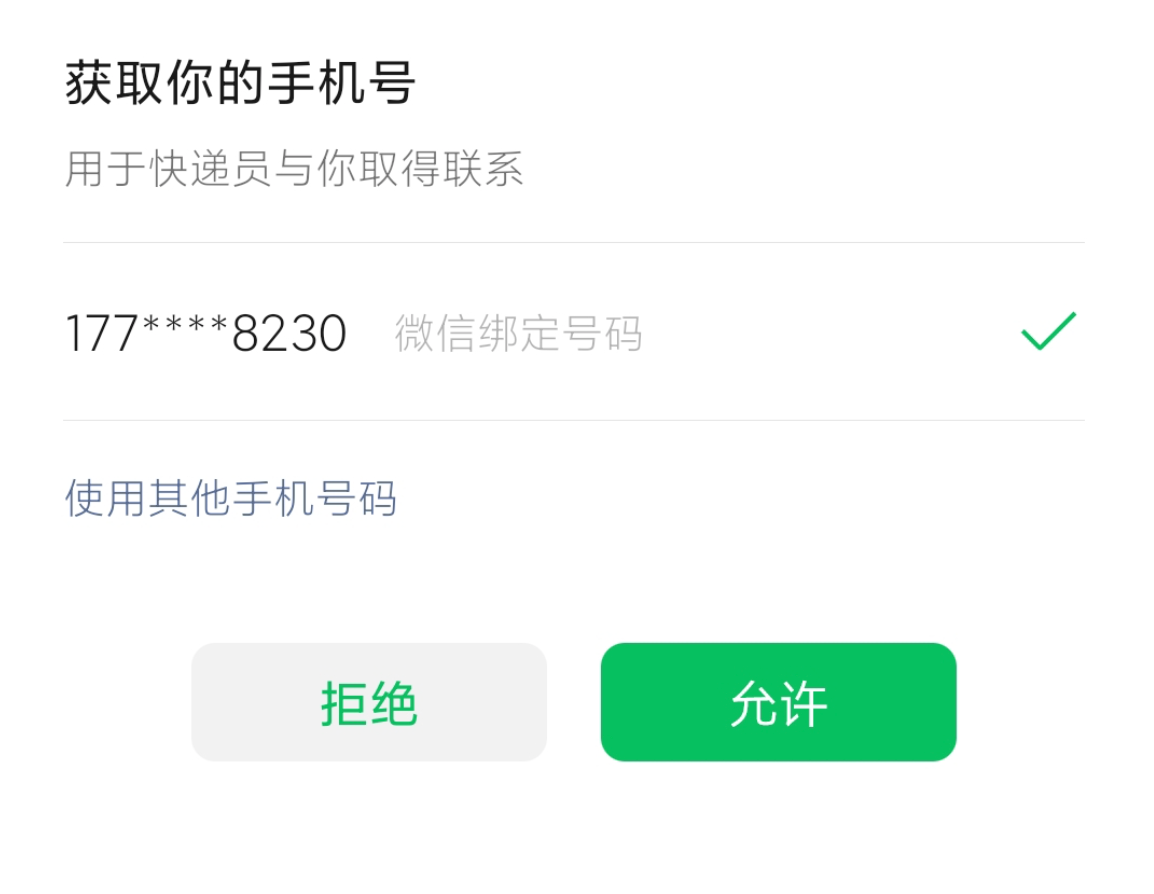 获取你的手机号
用于快递员与你取得联系
177****8230 微信绑定号码
使用其他手机号码
拒绝 允许